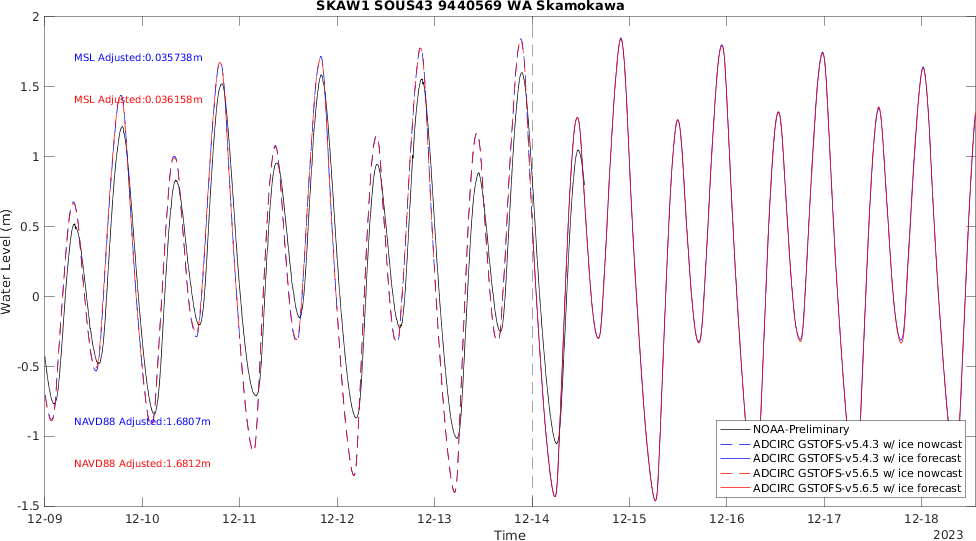 SKAW1 SOUS43 9440569 WA Skamokawa
2
1.5
1
0.5
0
-0.5
-1
-1.5
Water Level (m)
MSL Adjusted:0.035738m
MSL Adjusted:0.036158m
NAVD88 Adjusted:1.6807m
NAVD88 Adjusted:1.6812m
NOAA-Preliminary
ADCIRC GSTOFS-v5.4.3 w/ ice nowcast
ADCIRC GSTOFS-v5.4.3 w/ ice forecast
ADCIRC GSTOFS-v5.6.5 w/ ice nowcast
ADCIRC GSTOFS-v5.6.5 w/ ice forecast
12-09 12-10 12-11 12-12 12-13 12-14 12-15 12-16 12-17 12-18
Time
2023